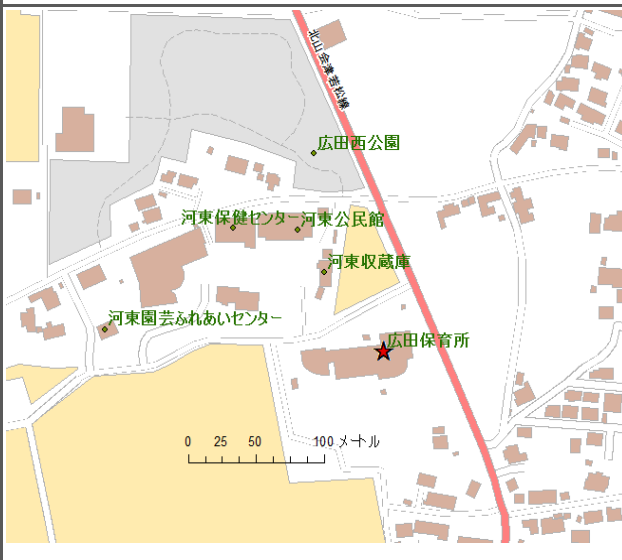 北山会津若松線
広田西公園
河東保健センター
河東公民館
河東収蔵庫
河東園芸ふれあいセンター
広田保育所
0 25 50 100 メートル